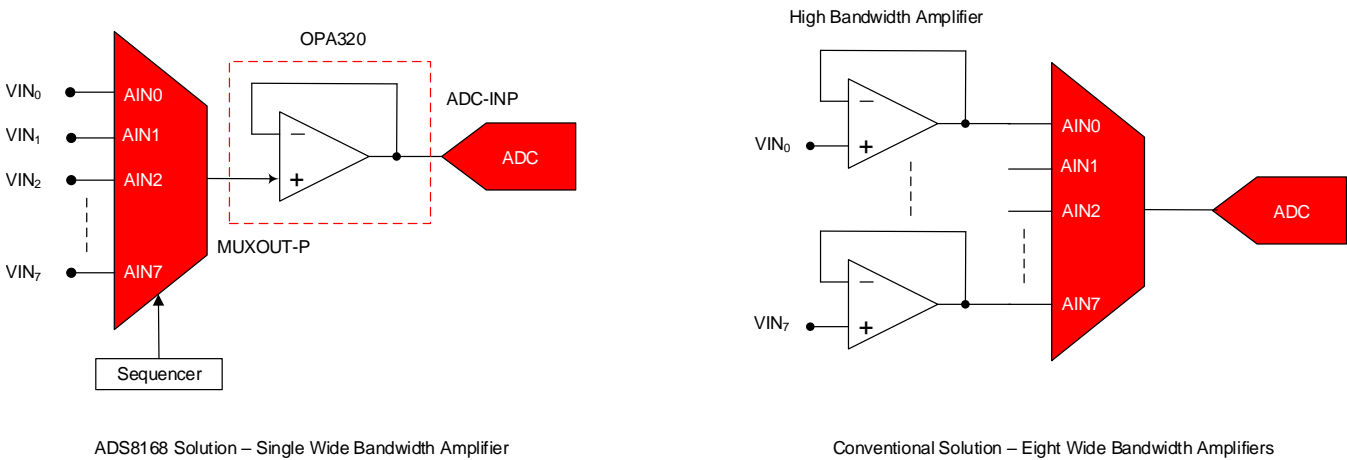 OPA320
VIN0
AIN0
ADC-INP
VIN1
AIN1
ADC
VIN2
AIN2
MUXOUT-P
VIN7
AIN7
Sequencer
ADS8168 Solution – Single Wide Bandwidth Amplifier
High Bandwidth Amplifier
VIN0
AIN0
AIN1
AIN2
ADC
VIN7
AIN7
Conventional Solution – Eight Wide Bandwidth Amplifiers